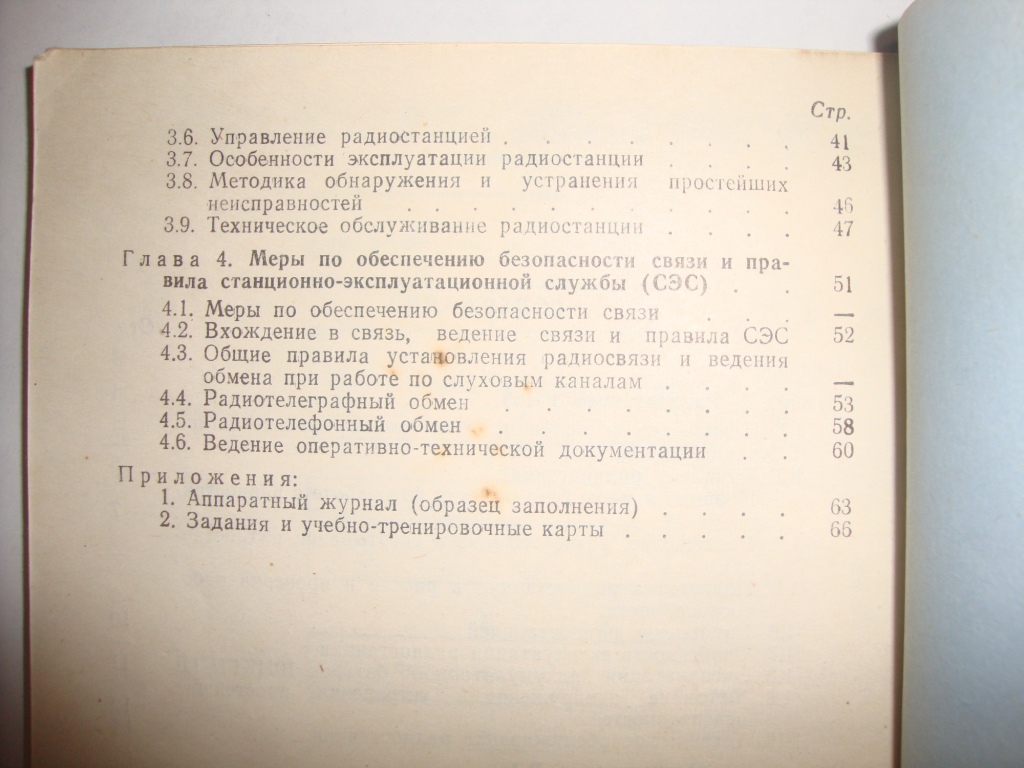 Стр.
3.6. Управление радиостанцией . . . . . . . . 41
3.7. Особенности эксплуатации радиостанции . . . . 43
3.8. Методика обнаружения и устранения простейших
неисправностей . . . . . . . . . . . 46
3.9. Техническое обслуживание радиостанции . . . . 47
Глава 4. Меры по обеспечению безопасности связи и пра-
вила станционно-эксплуатационной службы (СЭС) . . 51
4.1. Меры по обеспечению безопасности связи . . . —
4.2. Вхождение в связь, ведение связи и правила СЭС 52
4.3. Общие правила установления радиосвязи и ведения
обмена при работе по слуховым каналам . . . . —
4.4. Радиотелеграфный обмен . . . . . . . . 53
4.5. Радиотелефонный обмен . . . . . . . . 58
4.6. Ведение оперативно-технической документации . . 60
Приложения:
1. Аппаратный журнал (образец заполнения) . . . . 63
2. Задания и учебно-тренировочные карты . . . . . 66